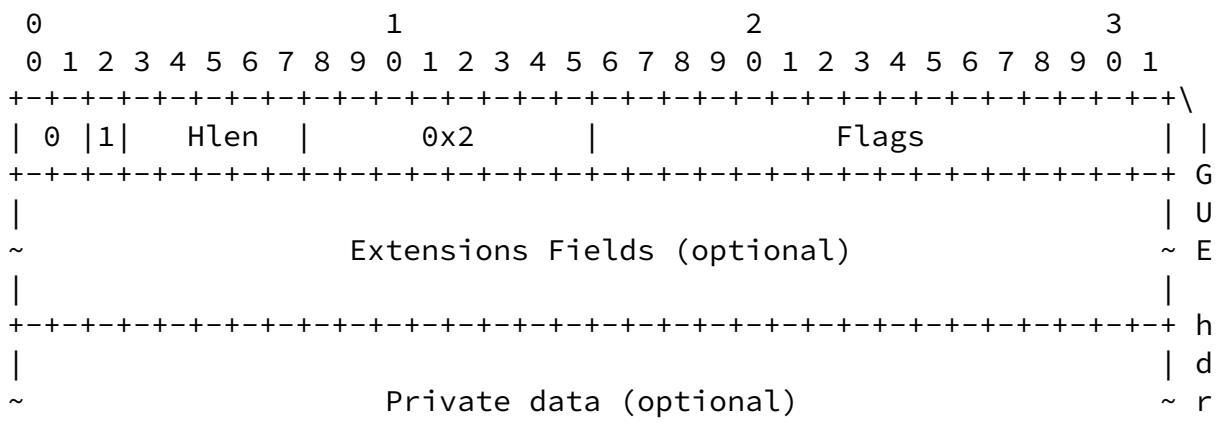 0                   1                   2                   3
 0 1 2 3 4 5 6 7 8 9 0 1 2 3 4 5 6 7 8 9 0 1 2 3 4 5 6 7 8 9 0 1
+-+-+-+-+-+-+-+-+-+-+-+-+-+-+-+-+-+-+-+-+-+-+-+-+-+-+-+-+-+-+-+-+\
| 0 |1|  Hlen   |      0x2      |             Flags             | |
+-+-+-+-+-+-+-+-+-+-+-+-+-+-+-+-+-+-+-+-+-+-+-+-+-+-+-+-+-+-+-+-+ G
|                                                               | U
~                  Extensions Fields (optional)                 ~ E
|                                                               |
+-+-+-+-+-+-+-+-+-+-+-+-+-+-+-+-+-+-+-+-+-+-+-+-+-+-+-+-+-+-+-+-+ h
|                                                               | d
~                    Private data (optional)                    ~ r